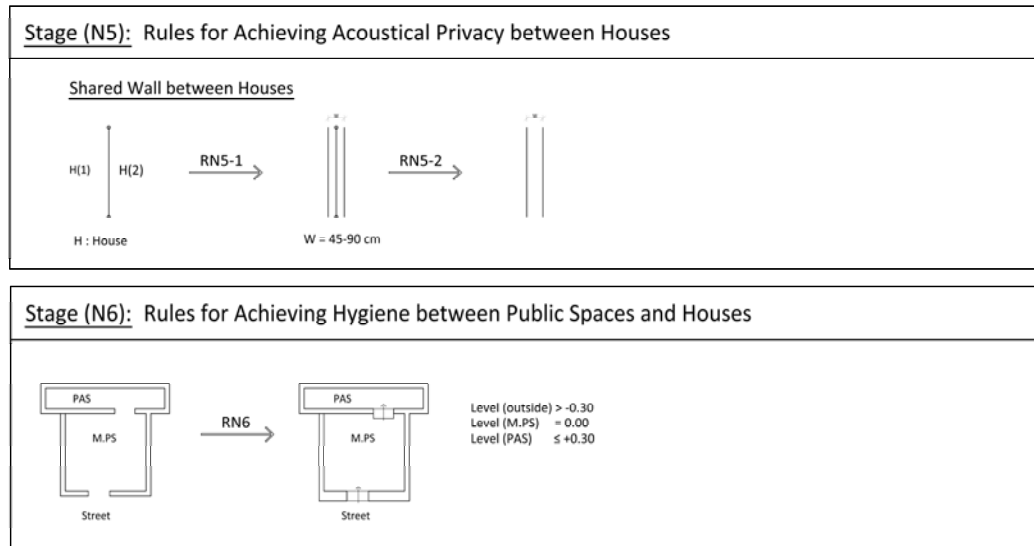 Stage (N5): Rules for Achieving Acoustical Privacy between Houses
Shared Wall between Houses
H(1) H(2) RN5-1 RN5-2
H : House W = 45-90 cm
Stage (N6): Rules for Achieving Hygiene between Public Spaces and Houses
PAS PAS
Level (outside) > -0.30
RN6 Level (M.PS) = 0.00
M.PS M.PS Level (PAS) ≤ +0.30
Street Street